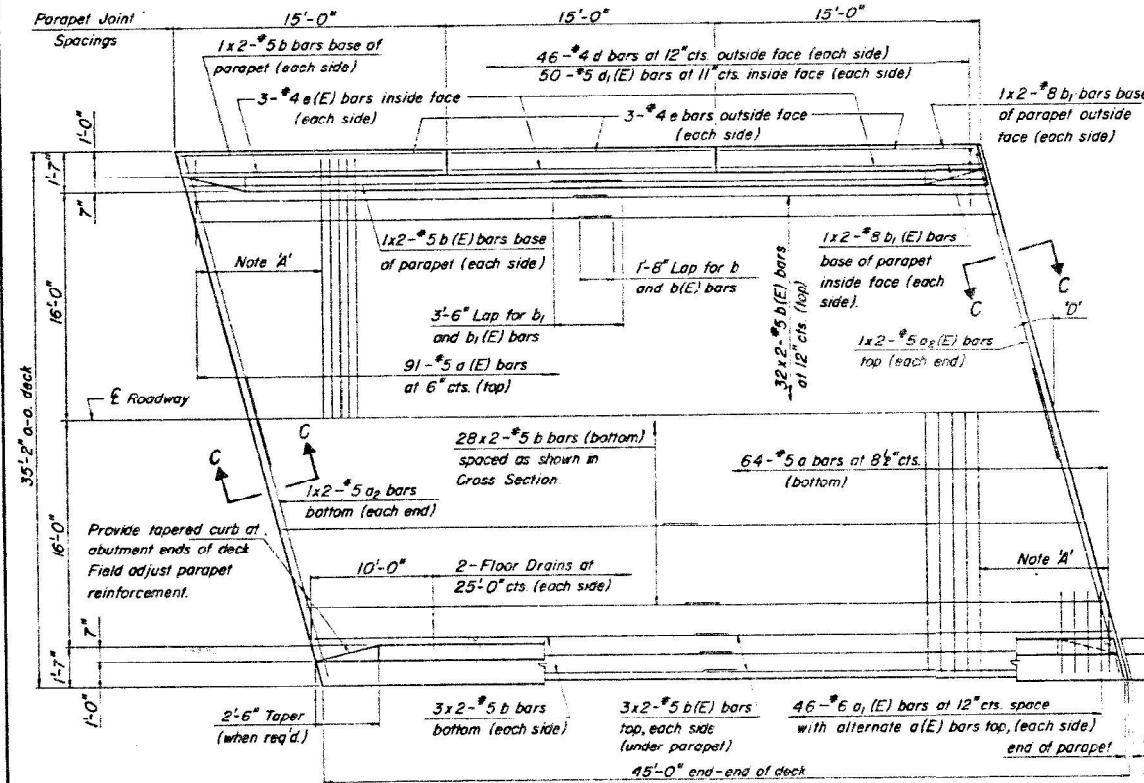 Parapet Joint
Spacings
15'-0"
15'-0"
15'-0"
1x2-#5 b bars base of
parapet (each side)
46-#4 d bars at 12" cts. outside face (each side)
50-#5 d1(E) bars at 11" cts. inside face (each side)
3-#4 e(E) bars inside face
(each side)
3-#4 e bars outside face
(each side)
1x2-#8 b1 bars base
of parapet outside
face (each side)
1'-0"
1'-7"
7"
1x2-#5 b(E) bars base
of parapet (each side)
Note 'A'
1'-8" Lap for b
and b(E) bars
3'-6" Lap for b1
and b1(E) bars
32x2-#5 b(E) bars
at 12" cts. (top)
1x2-#8 b1(E) bars
base of parapet
inside face (each
side).
C
C
'D'
1x2-#5 a2(E) bars
top (each end)
91-#5 a(E) bars
at 6" cts. (top)
16'-0"
35'-2" o-o. deck
℄ Roadway
C
C
28x2-#5 b bars (bottom)
spaced as shown in
Cross Section
64-#5 a bars at 8½" cts.
(bottom)
1x2-#5 a2 bars
bottom (each end)
Provide tapered curb at
abutment ends of deck
Field adjust parapet
reinforcement.
16'-0"
10'-0"
2-Floor Drains at
25'-0" cts. (each side)
Note 'A'
7"
1'-7"
1'-0"
2'-6" Taper
(when req'd.)
3x2-#5 b bars
bottom (each side)
3x2-#5 b(E) bars
top, each side
(under parapet)
46-#6 a1(E) bars at 12" cts. space
with alternate a(E) bars top, (each side)
end of parapet
45'-0" end-end of deck